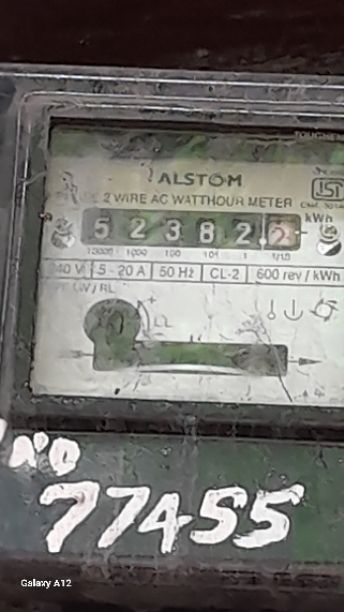 ALSTOM
2 WIRE AC WATTHOUR METER
ISI
kWh
5 2 3 8 2.2
10000 1000 100 10 1 1/10
240 V 5 - 20 A 50 Hz CL-2 600 rev / kWh
NO
77455
Galaxy A12